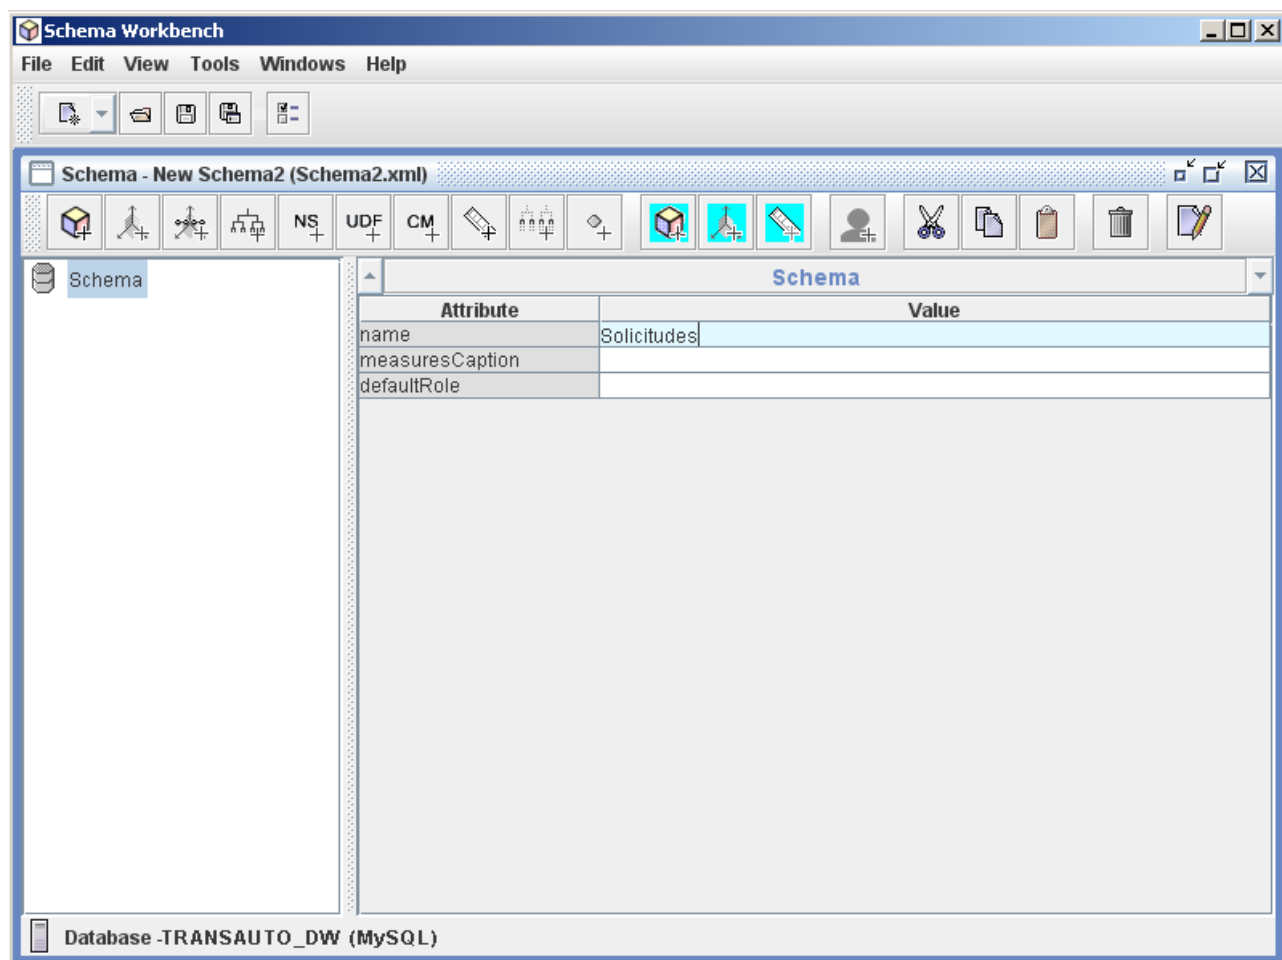 Schema Workbench
File Edit View Tools Windows Help
Schema - New Schema2 (Schema2.xml)
NS UDF CM
Schema
Schema
Attribute Value
name Solicitudes
measuresCaption
defaultRole
Database -TRANSAUTO_DW (MySQL)